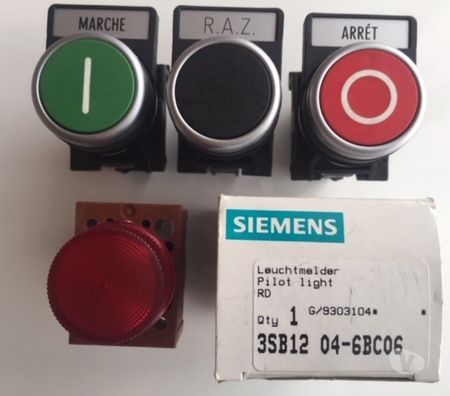 MARCHE
R.A.Z.
ARRÊT
SIEMENS
Leuchtmelder
Pilot light
RD
G/9303104*
*
Qty 1
3SB12 04-6BC06